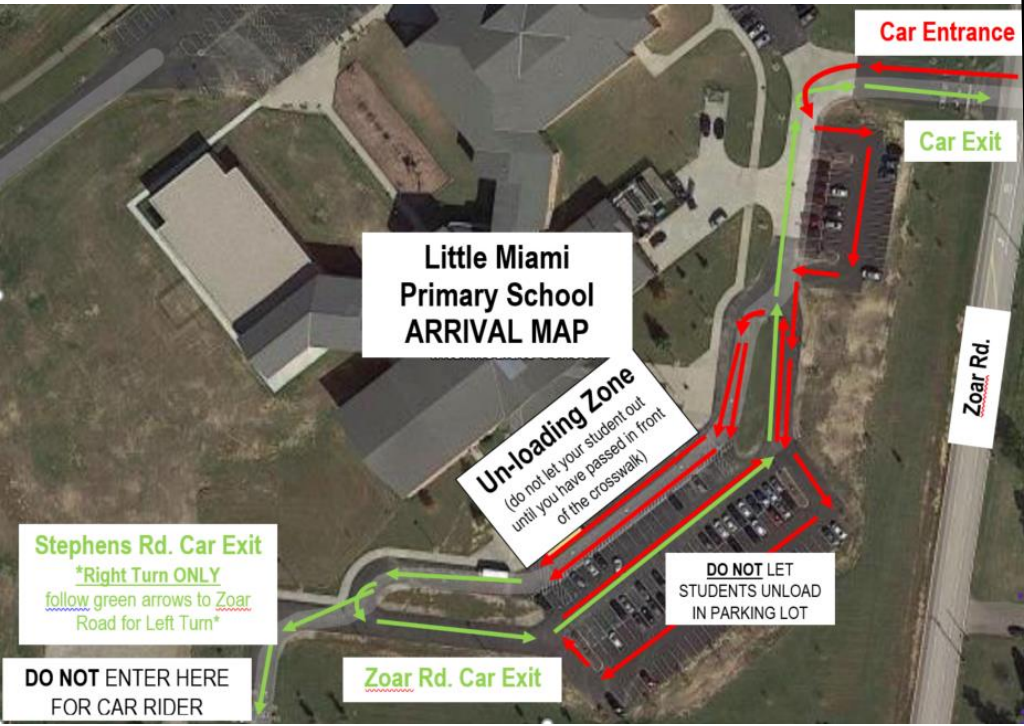 Car Entrance
Car Exit
Little Miami
Primary School
ARRIVAL MAP
Zoar Rd.
Un-loading Zone
(do not let your student out
until you have passed in front
of the crosswalk)
Stephens Rd. Car Exit
*Right Turn ONLY
follow green arrows to Zoar
Road for Left Turn*
DO NOT LET
STUDENTS UNLOAD
IN PARKING LOT
DO NOT ENTER HERE
FOR CAR RIDER
Zoar Rd. Car Exit